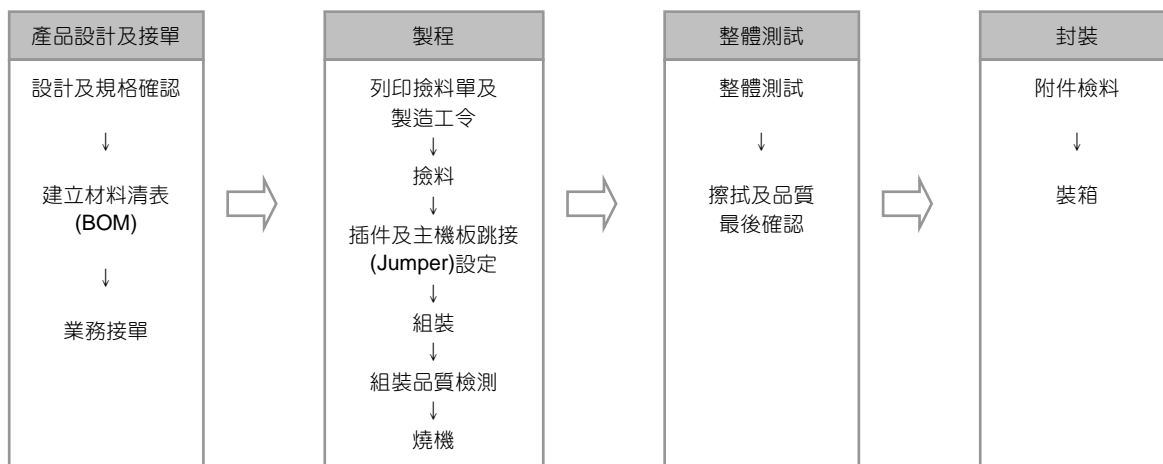 產品設計及接單
設計及規格確認
↓
建立材料清表
(BOM)
↓
業務接單
製程
列印撿料單及
製造工令
↓
撿料
↓
插件及主機板跳接
(Jumper)設定
↓
組裝
↓
組裝品質檢測
↓
燒機
整體測試
整體測試
↓
擦拭及品質
最後確認
封裝
附件檢料
↓
裝箱